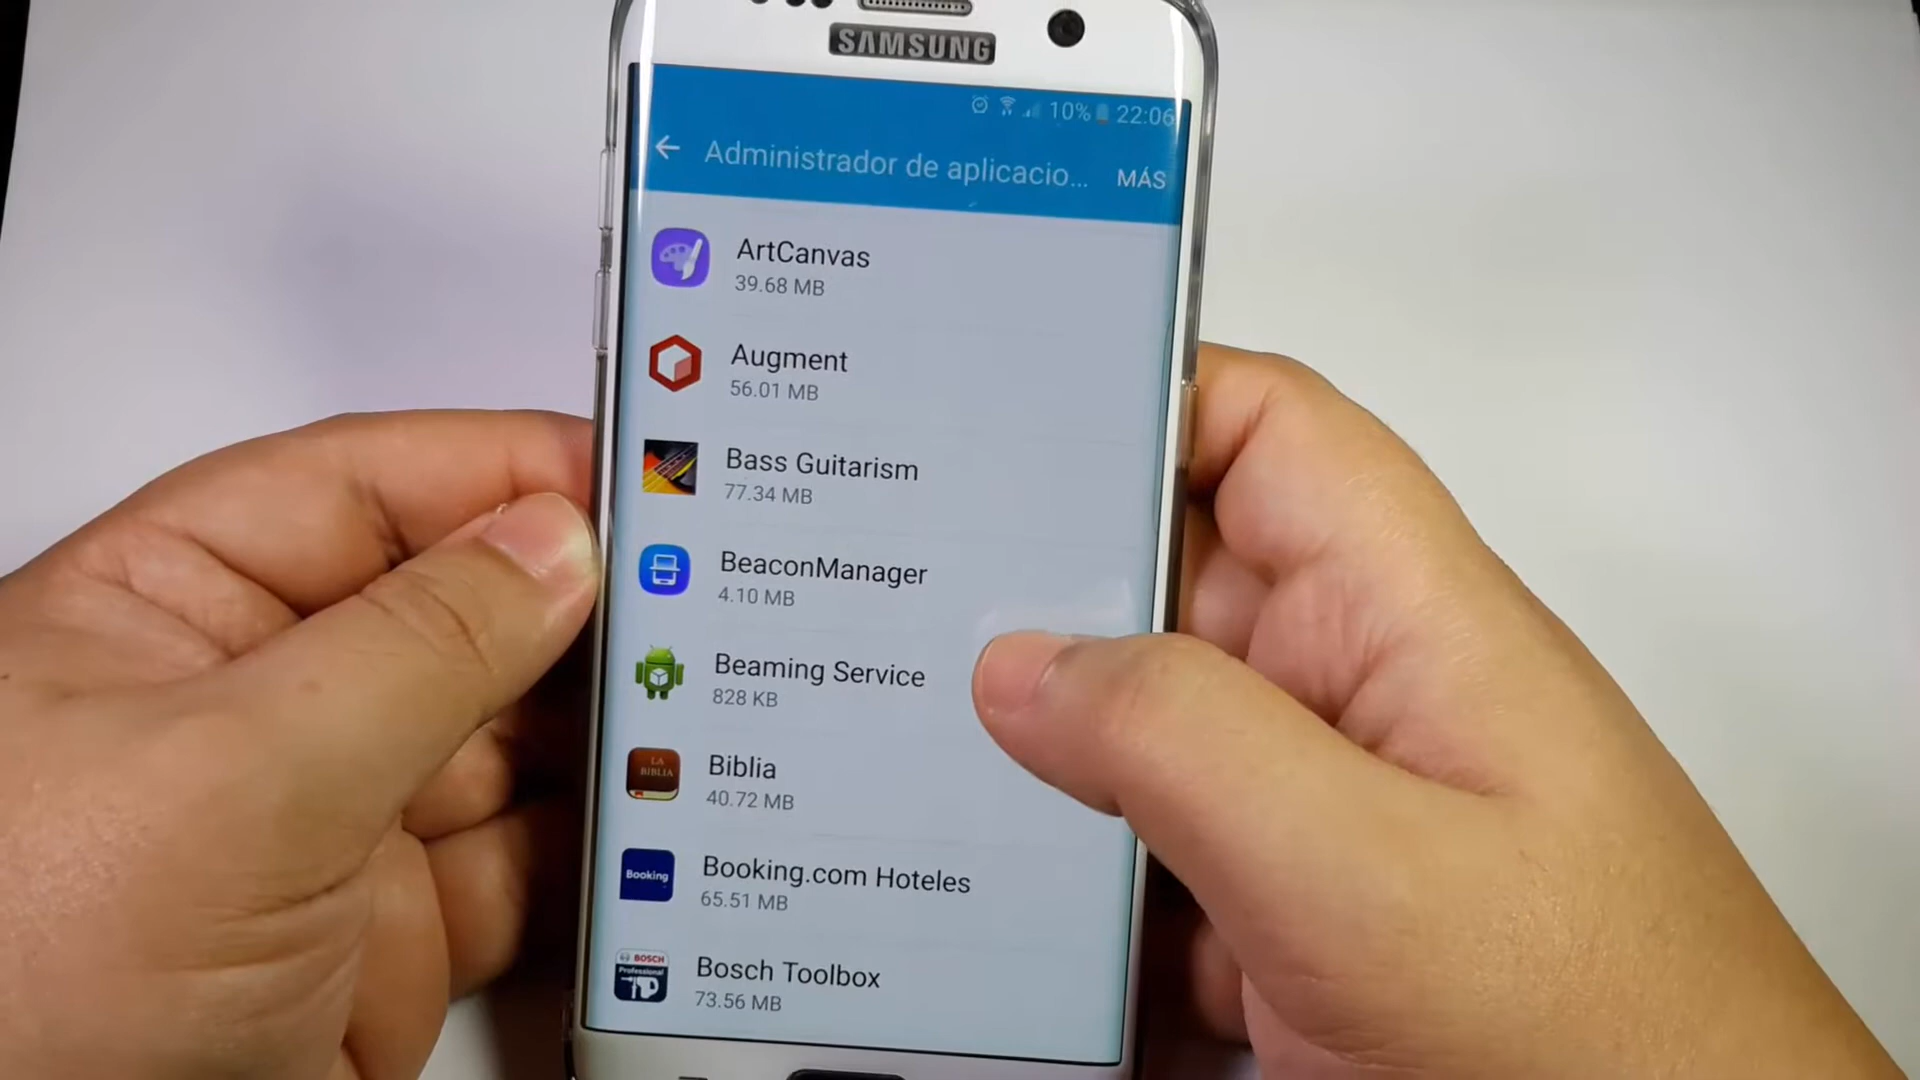 SAMSUNG
10% 22:06
Administrador de aplicacio... MÁS
ArtCanvas
39.68 MB
Augment
56.01 MB
Bass Guitarism
77.34 MB
BeaconManager
4.10 MB
Beaming Service
828 KB
LA
BIBLIA
Biblia
40.72 MB
Booking
Booking.com Hoteles
65.51 MB
BOSCH
Professional
Bosch Toolbox
73.56 MB